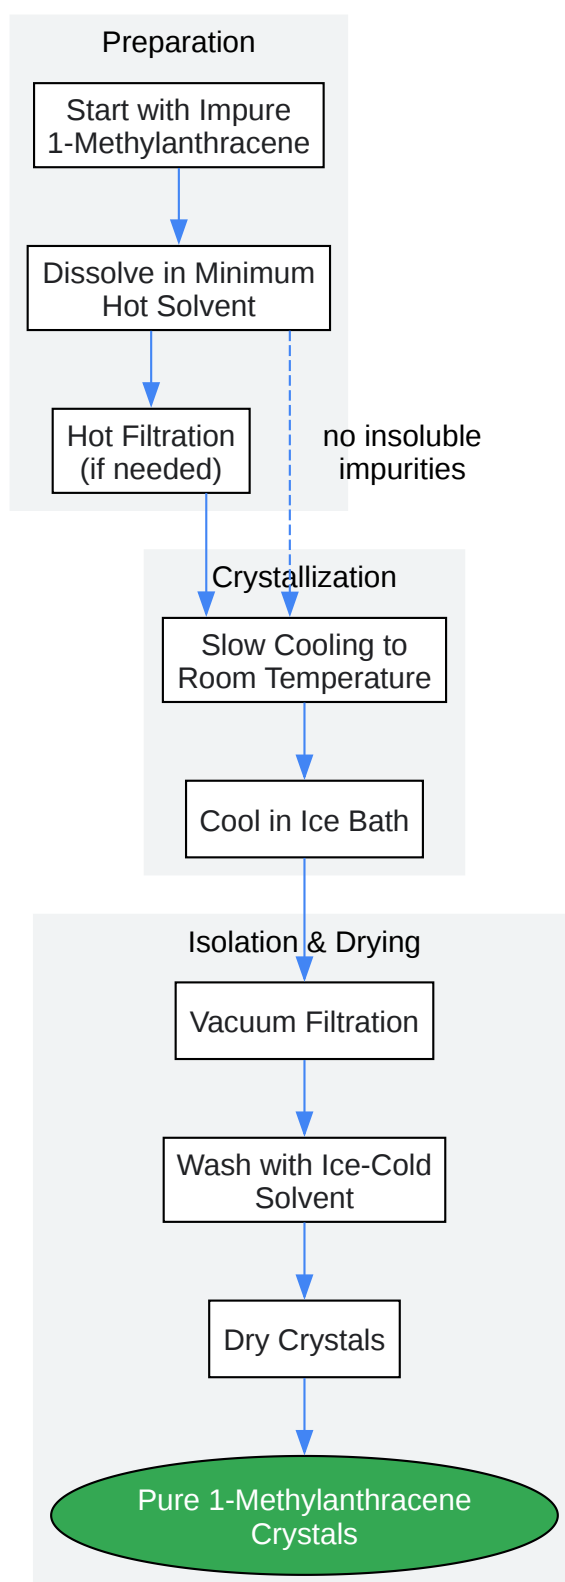 Preparation
Start with Impure
1-Methylanthracene
Dissolve in Minimum
Hot Solvent
Hot Filtration
(if needed)
no insoluble
impurities
Crystallization
Slow Cooling to
Room Temperature
Cool in Ice Bath
Isolation & Drying
Vacuum Filtration
Wash with Ice-Cold
Solvent
Dry Crystals
Pure 1-Methylanthracene
Crystals